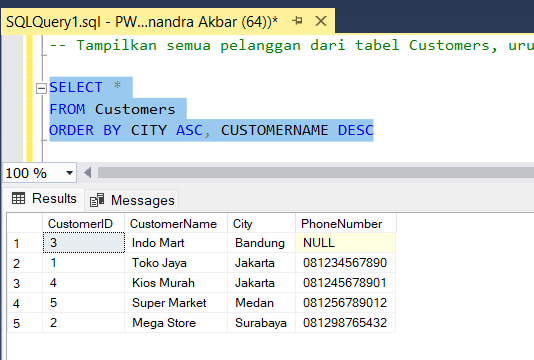 SQLQuery1.sql - PW...nandra Akbar (64))*
-- Tampilkan semua pelanggan dari tabel Customers, uru
SELECT *
FROM Customers
ORDER BY CITY ASC, CUSTOMERNAME DESC
100 %
Results Messages
CustomerID CustomerName City PhoneNumber
1 3 Indo Mart Bandung NULL
2 1 Toko Jaya Jakarta 081234567890
3 4 Kios Murah Jakarta 081245678901
4 5 Super Market Medan 081256789012
5 2 Mega Store Surabaya 081298765432